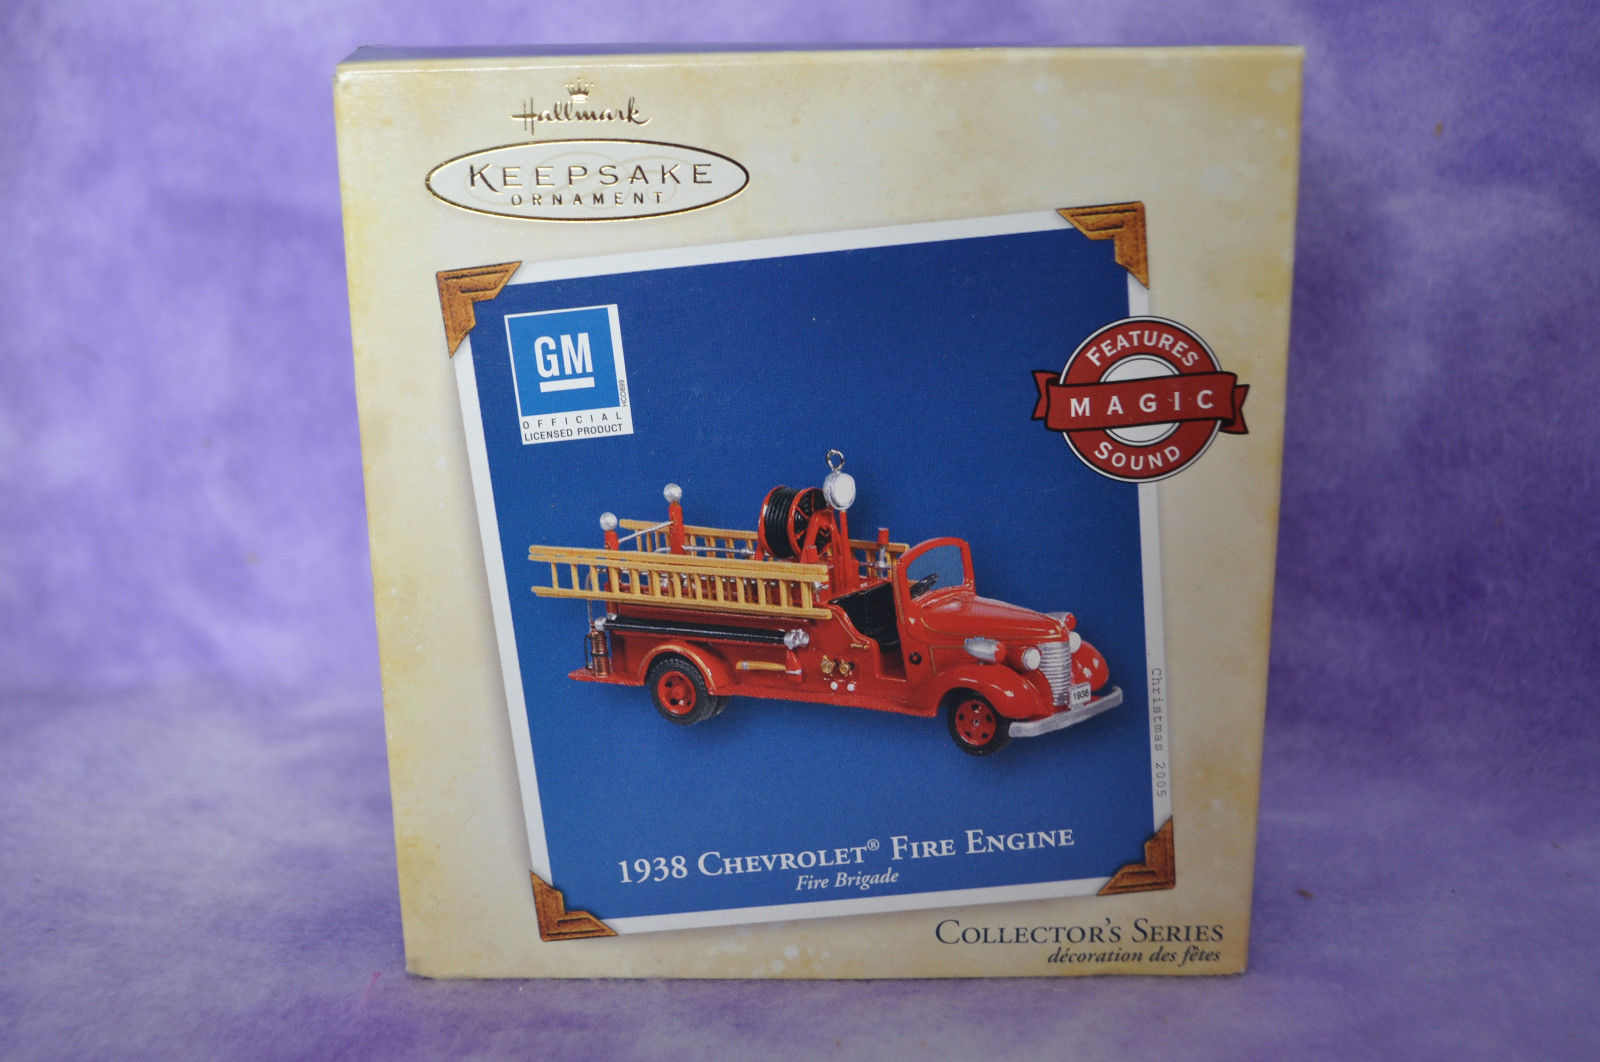 Hallmark
KEEPSAKE
ORNAMENT
GM
HCO899
OFFICIAL
LICENSED PRODUCT
FEATURES
MAGIC
SOUND
1938
Christmas 2005
1938 CHEVROLET® FIRE ENGINE
Fire Brigade
COLLECTOR'S SERIES
décoration des fêtes